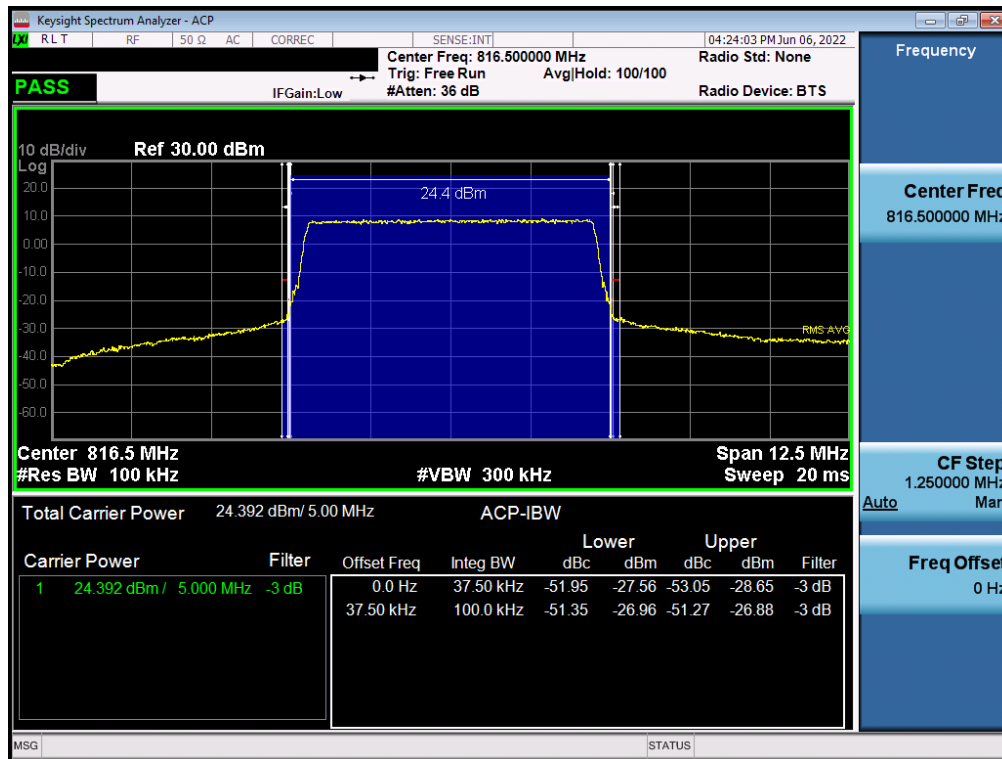 Keysight Spectrum Analyzer - ACP
LXI RLT RF 50 Ω AC CORREC SENSE:INT 04:24:03 PM Jun 06, 2022
Center Freq: 816.500000 MHz Radio Std: None
Trig: Free Run Avg|Hold: 100/100
PASS IFGain:Low #Atten: 36 dB Radio Device: BTS
10 dB/div Ref 30.00 dBm
Log
20.0
24.4 dBm
10.0
0.00
-10.0
-20.0
-30.0 RMS AVG
-40.0
-50.0
-60.0
Center 816.5 MHz Span 12.5 MHz
#Res BW 100 kHz #VBW 300 kHz Sweep 20 ms
Total Carrier Power 24.392 dBm/ 5.00 MHz ACP-IBW
Lower Upper
Carrier Power Filter Offset Freq Integ BW dBc dBm dBc dBm Filter
1 24.392 dBm / 5.000 MHz -3 dB 0.0 Hz 37.50 kHz -51.95 -27.56 -53.05 -28.65 -3 dB
37.50 kHz 100.0 kHz -51.35 -26.96 -51.27 -26.88 -3 dB
MSG STATUS
Frequency
Center Freq
816.500000 MHz
CF Step
1.250000 MHz
Auto Man
Freq Offset
0 Hz